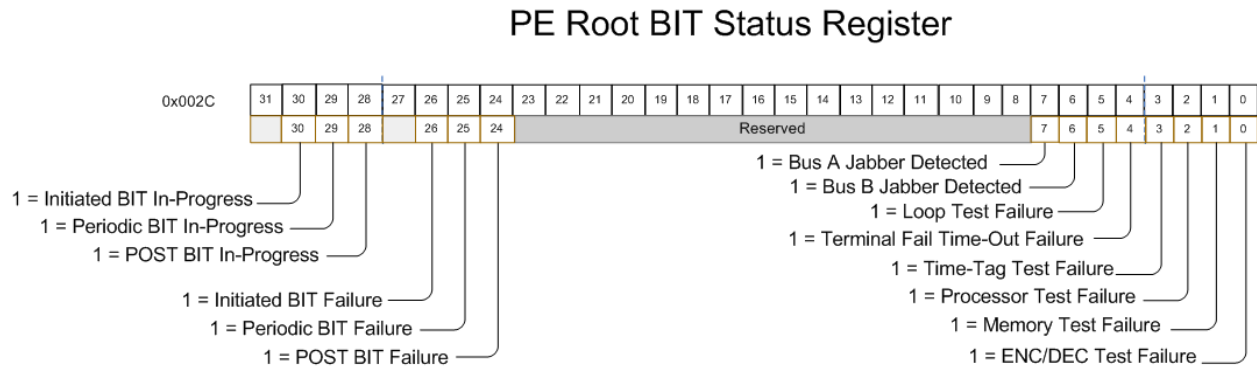 PE Root BIT Status Register
0x002C 31 30 29 28 27 26 25 24 23 22 21 20 19 18 17 16 15 14 13 12 11 10 9 8 7 6 5 4 3 2 1 0
30 29 28 26 25 24 Reserved 7 6 5 4 3 2 1 0
1 = Initiated BIT In-Progress
1 = Periodic BIT In-Progress
1 = POST BIT In-Progress
1 = Initiated BIT Failure
1 = Periodic BIT Failure
1 = POST BIT Failure
1 = Bus A Jabber Detected
1 = Bus B Jabber Detected
1 = Loop Test Failure
1 = Terminal Fail Time-Out Failure
1 = Time-Tag Test Failure
1 = Processor Test Failure
1 = Memory Test Failure
1 = ENC/DEC Test Failure